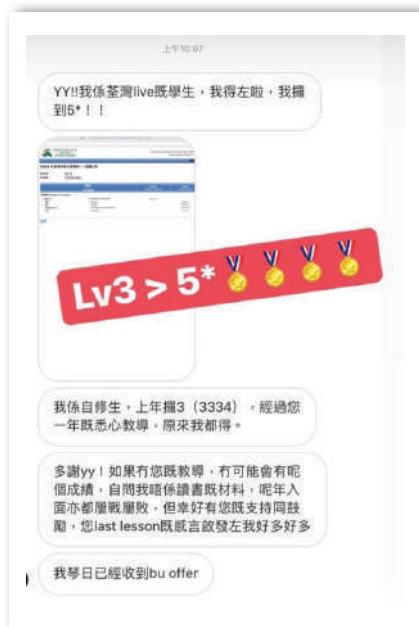 上午10:07
YY!!我係荃灣live既學生，我得左啦，我攞
到5*！！
Lv3 > 5*🏅🏅🏅🏅
我係自修生，上年攞3（3334），經過您
一年既悉心教導，原來我都得。
多謝yy！如果冇您既教導，冇可能會有呢
個成績，自問我唔係讀書既材料，呢年入
面亦都屢戰屢敗，但幸好有您既支持同鼓
勵，您last lesson既感言啟發左我好多好多
我琴日已經收到bu offer